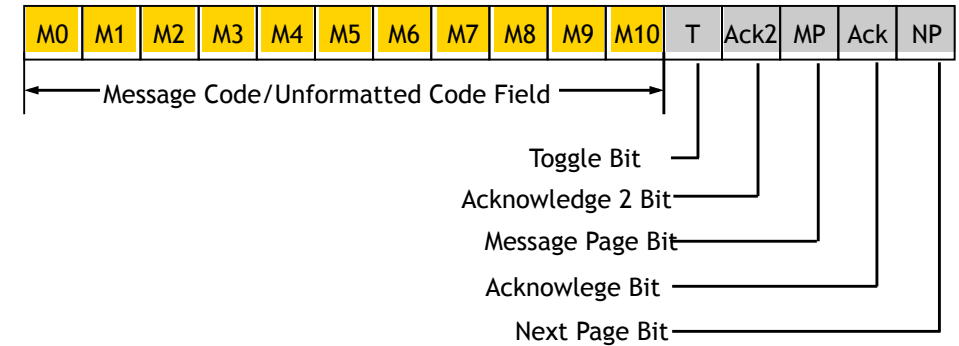 M0 M1 M2 M3 M4 M5 M6 M7 M8 M9 M10 T Ack2 MP Ack NP
Message Code/Unformatted Code Field
Toggle Bit
Acknowledge 2 Bit
Message Page Bit
Acknowlege Bit
Next Page Bit